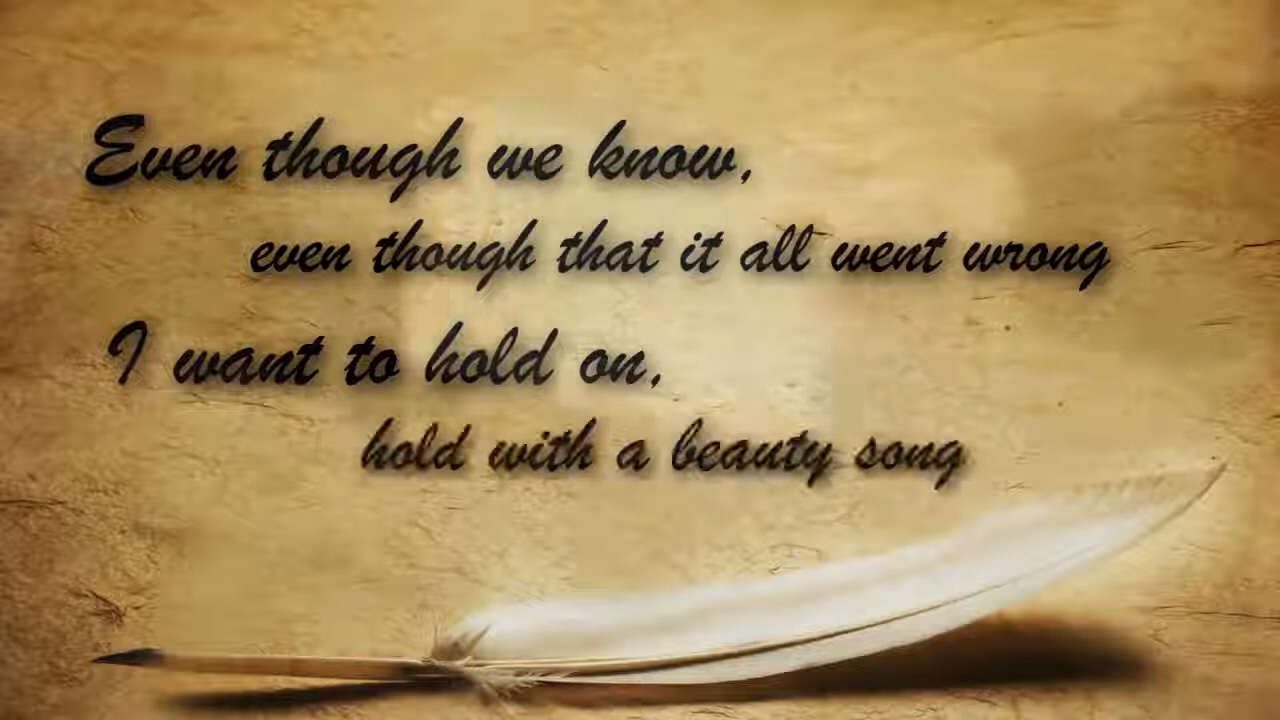 Even though we know,
even though that it all went wrong
I want to hold on,
hold with a beauty song